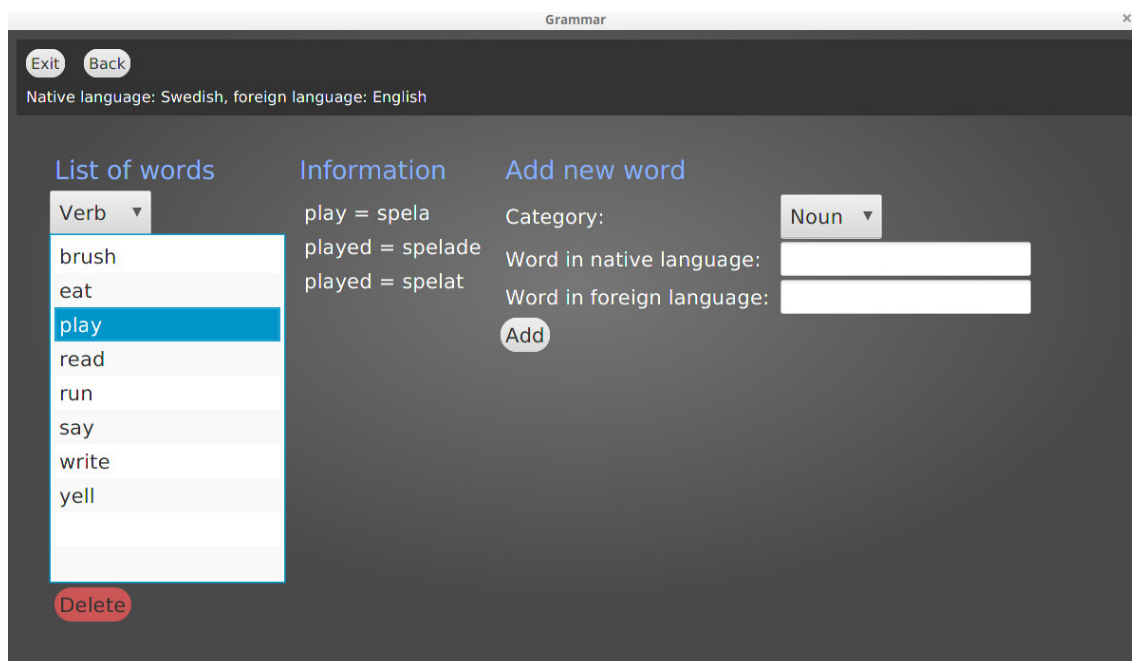 Grammar
×
Exit Back
Native language: Swedish, foreign language: English
List of words
Verb ▼
brush
eat
play
read
run
say
write
yell
Delete
Information
play = spela
played = spelade
played = spelat
Add new word
Category: Noun ▼
Word in native language:
Word in foreign language:
Add